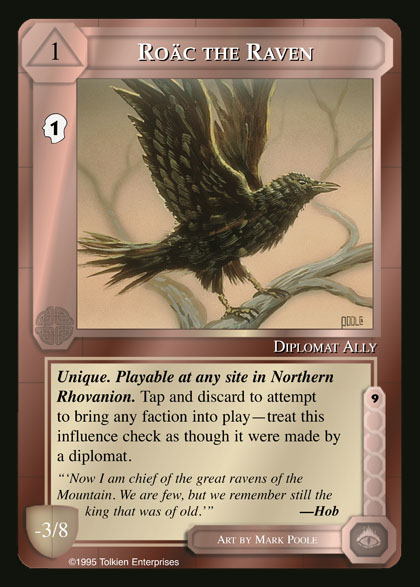 1
Roäc the Raven
1
POOLE
Diplomat Ally
Unique. Playable at any site in Northern
Rhovanion. Tap and discard to attempt
to bring any faction into play—treat this
influence check as though it were made by
a diplomat.
9
“‘Now I am chief of the great ravens of the
Mountain. We are few, but we remember still the
king that was of old.’” —Hob
-3/8
Art by Mark Poole
©1995 Tolkien Enterprises